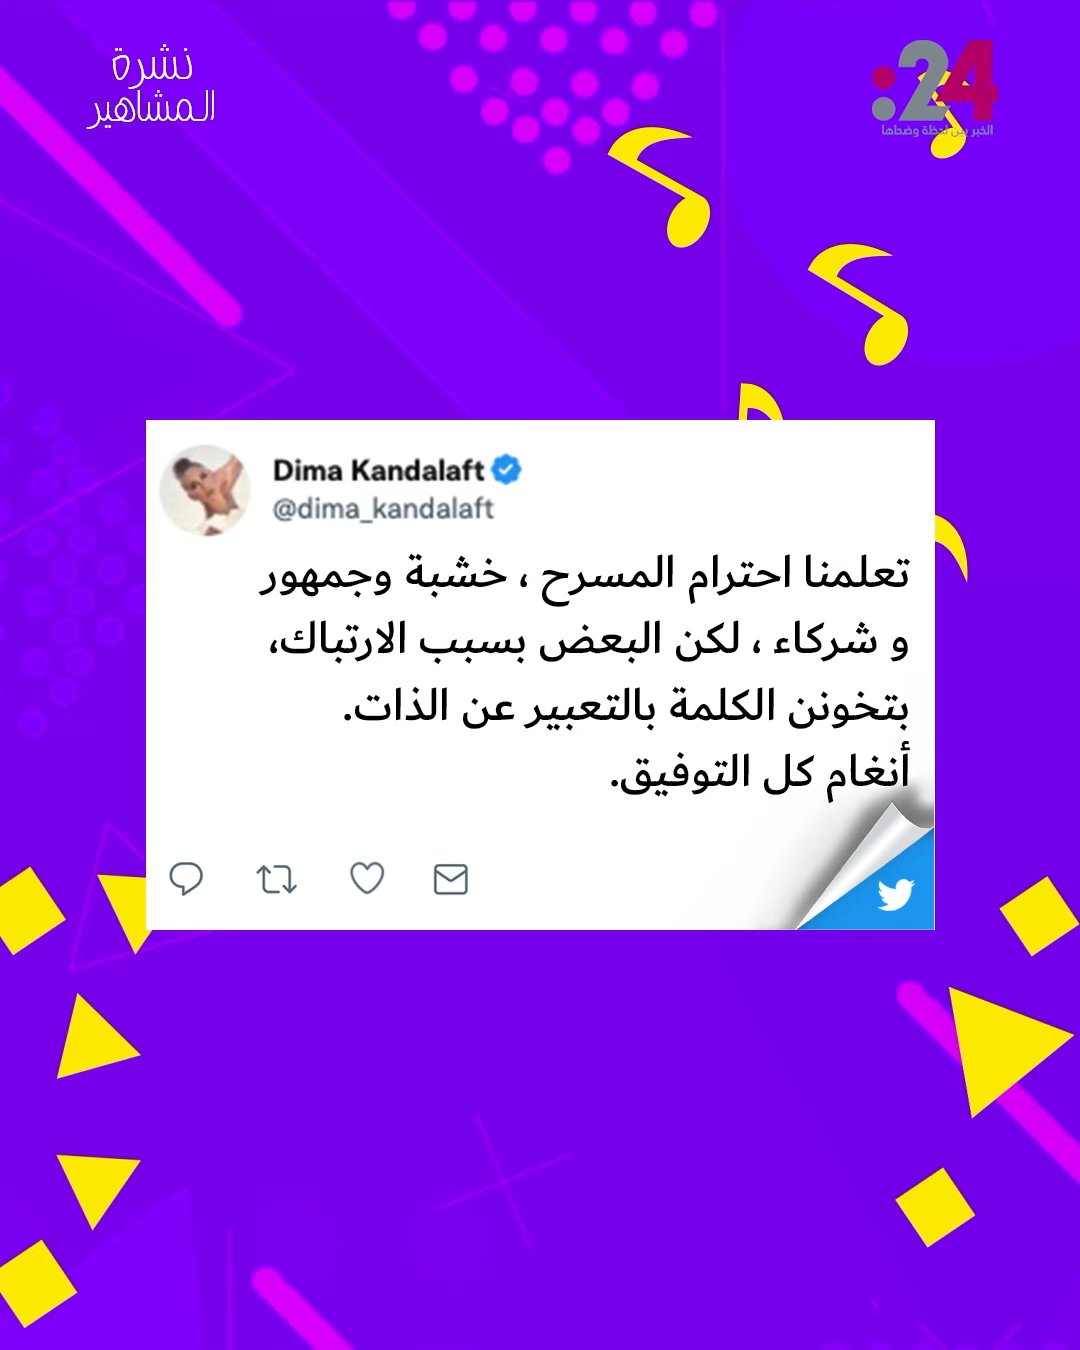 نشرة
المشاهير
24:
الخبر بين لحظة وضحاها
Dima Kandalaft
@dima_kandalaft
تعلمنا احترام المسرح ، خشبة وجمهور
و شركاء ، لكن البعض بسبب الارتباك،
بتخونن الكلمة بالتعبير عن الذات.
أنغام كل التوفيق.